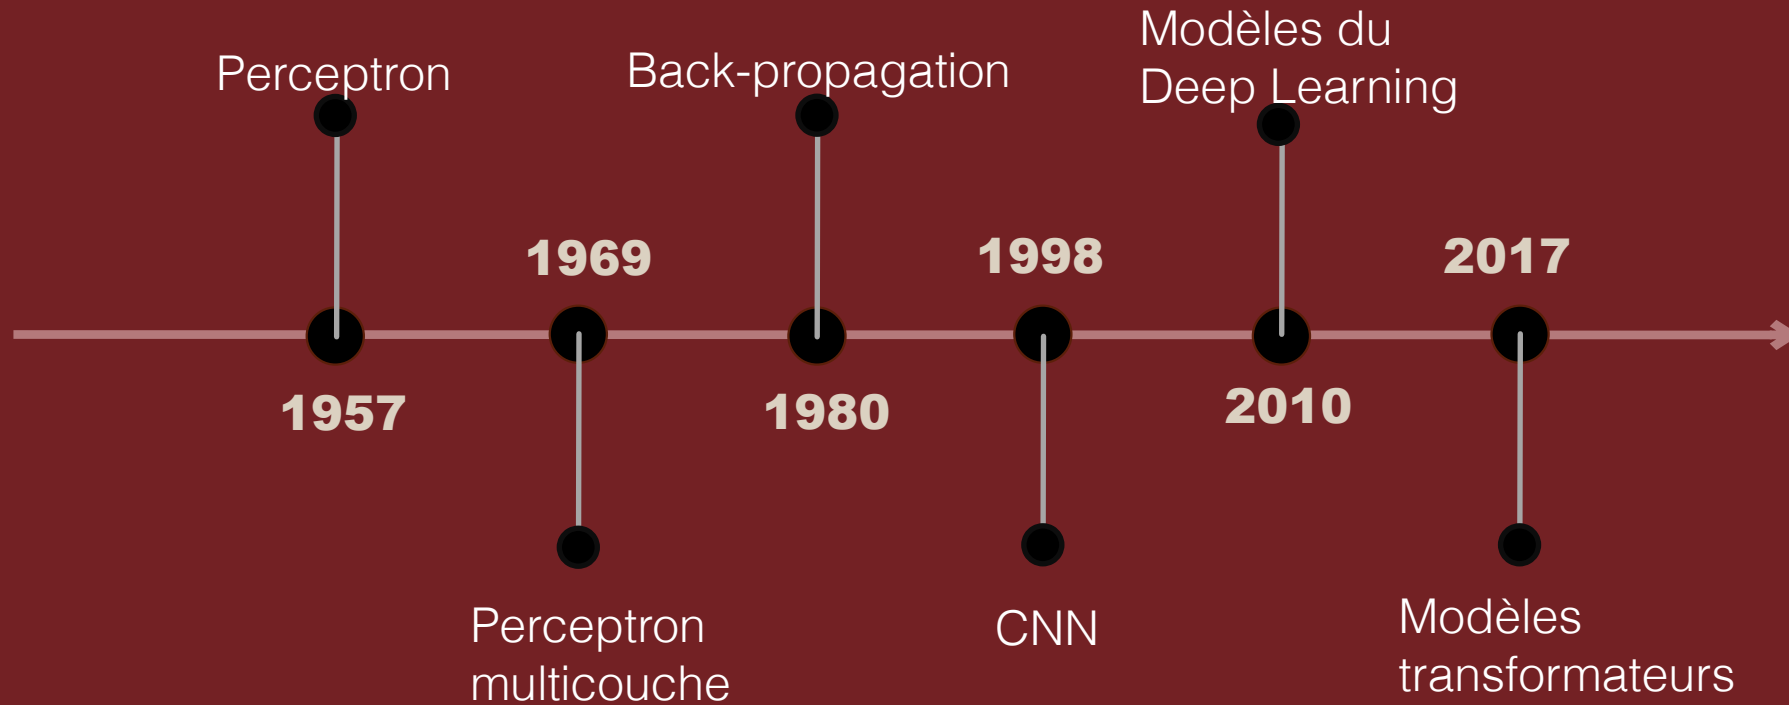 Perceptron
1957
1969
Perceptron
multicouche
Back-propagation
1980
1998
CNN
Modèles du
Deep Learning
2010
2017
Modèles
transformateurs